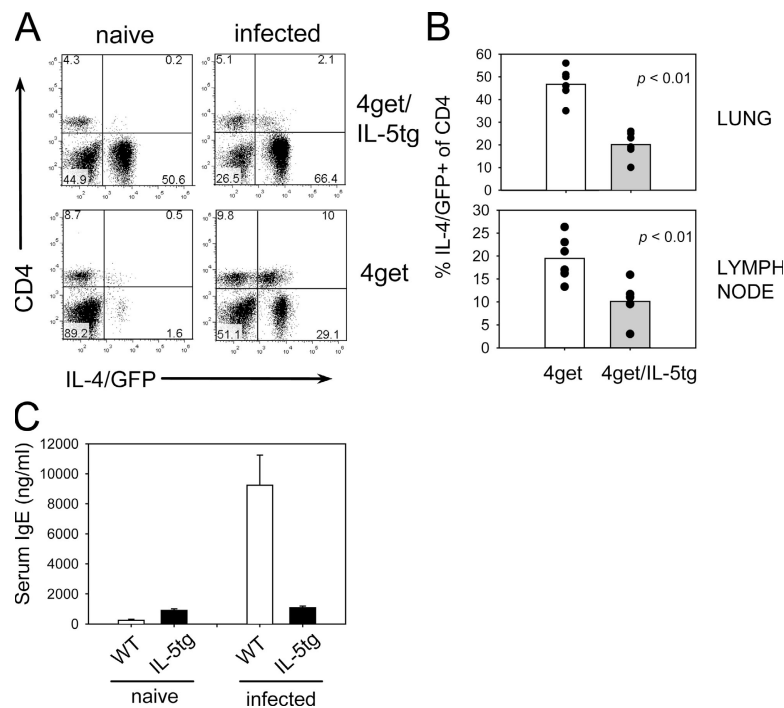 A
naive
infected
4.3
0.2
5.1
2.1
44.9
50.6
26.5
66.4
4get/
IL-5tg
8.7
0.5
9.8
10
89.2
1.6
51.1
29.1
4get
CD4
IL-4/GFP
B
% IL-4/GFP+ of CD4
60
50
40
30
20
10
0
p < 0.01
LUNG
30
25
20
15
10
5
0
p < 0.01
LYMPH
NODE
4get
4get/IL-5tg
C
Serum IgE (ng/ml)
12000
10000
8000
6000
4000
2000
0
WT
IL-5tg
WT
IL-5tg
naive
infected